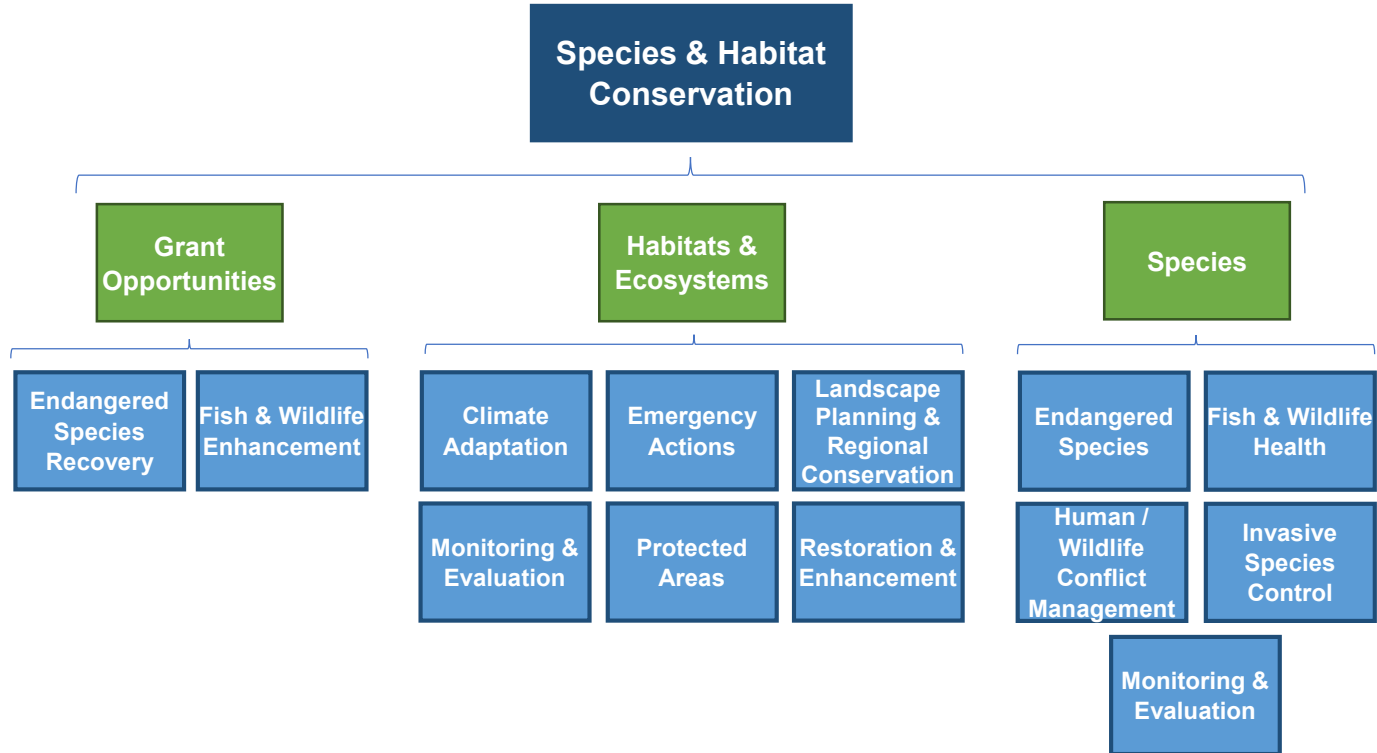 Species & Habitat
Conservation
Grant
Opportunities
Habitats &
Ecosystems
Species
Endangered
Species
Recovery
Fish & Wildlife
Enhancement
Climate
Adaptation
Emergency
Actions
Landscape
Planning &
Regional
Conservation
Endangered
Species
Fish & Wildlife
Health
Monitoring &
Evaluation
Protected
Areas
Restoration &
Enhancement
Human /
Wildlife
Conflict
Management
Invasive
Species
Control
Monitoring &
Evaluation